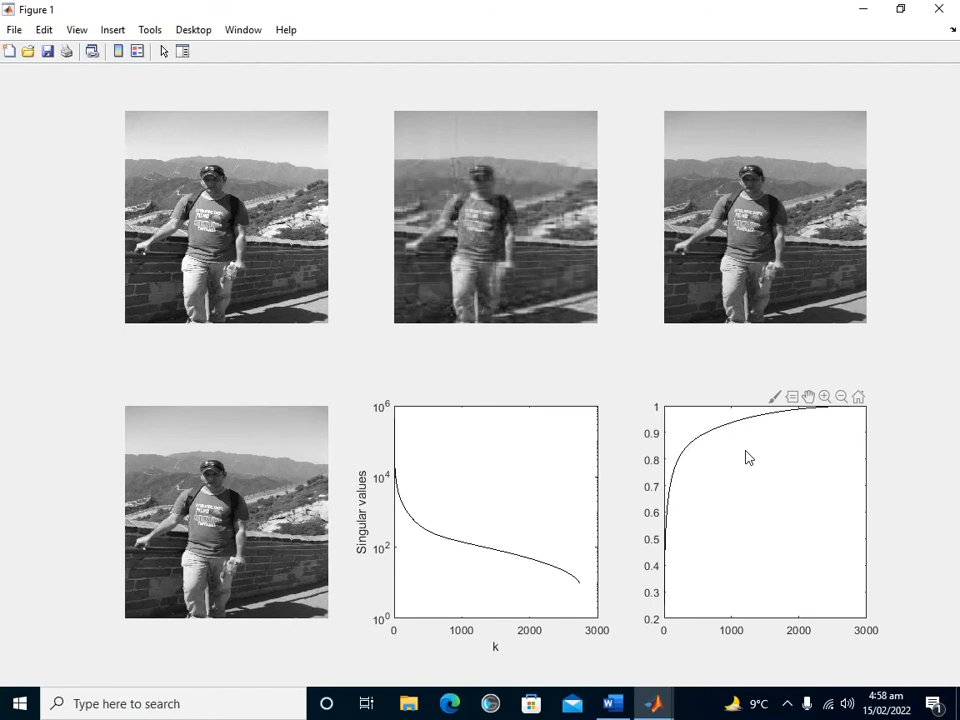 Figure 1
File Edit View Insert Tools Desktop Window Help
10^6
10^4
10^2
10^0
Singular values
0 1000 2000 3000
k
1
0.9
0.8
0.7
0.6
0.5
0.4
0.3
0.2
0 1000 2000 3000
Type here to search
9°C
4:58 am
15/02/2022
1